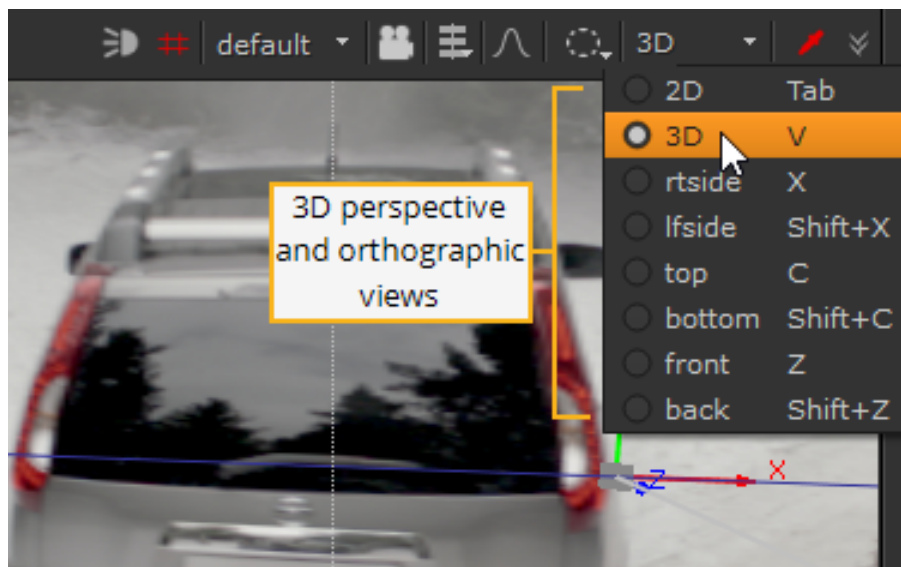 default
3D
2D Tab
3D V
rtside X
lfside Shift+X
top C
bottom Shift+C
front Z
back Shift+Z
3D perspective
and orthographic
views
Z
X